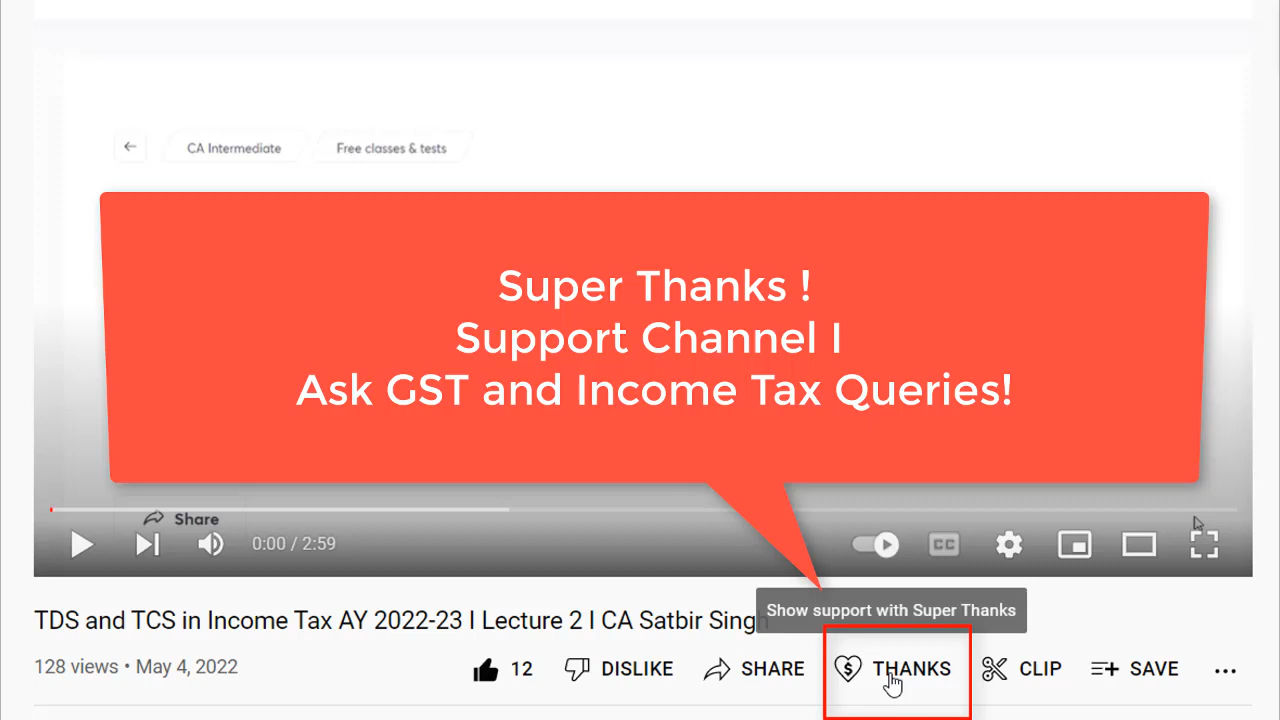 CA Intermediate
Free classes & tests
Super Thanks !
Support Channel I
Ask GST and Income Tax Queries!
Share
0:00 / 2:59
CC
Show support with Super Thanks
TDS and TCS in Income Tax AY 2022-23 I Lecture 2 I CA Satbir Singh
128 views • May 4, 2022
12 DISLIKE SHARE THANKS CLIP SAVE ...